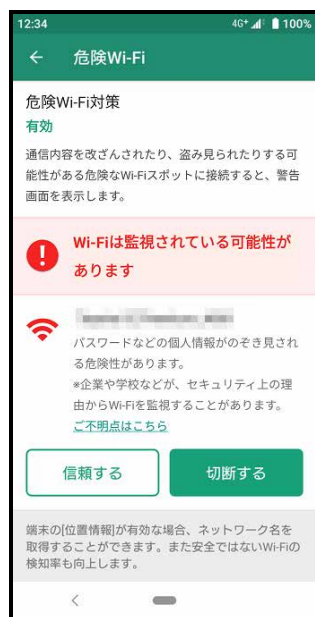 12:34 4G+ 100%
← 危険Wi-Fi
危険Wi-Fi対策
有効
通信内容を改ざんされたり、盗み見られたりする可
能性がある危険なWi-Fiスポットに接続すると、警告
画面を表示します。
Wi-Fiは監視されている可能性が
あります
パスワードなどの個人情報がのぞき見され
る危険性があります。
*企業や学校などが、セキュリティ上の理
由からWi-Fiを監視することがあります。
ご不明点はこちら
信頼する 切断する
端末の[位置情報]が有効な場合、ネットワーク名を
取得することができます。また安全ではないWi-Fiの
検知率も向上します。